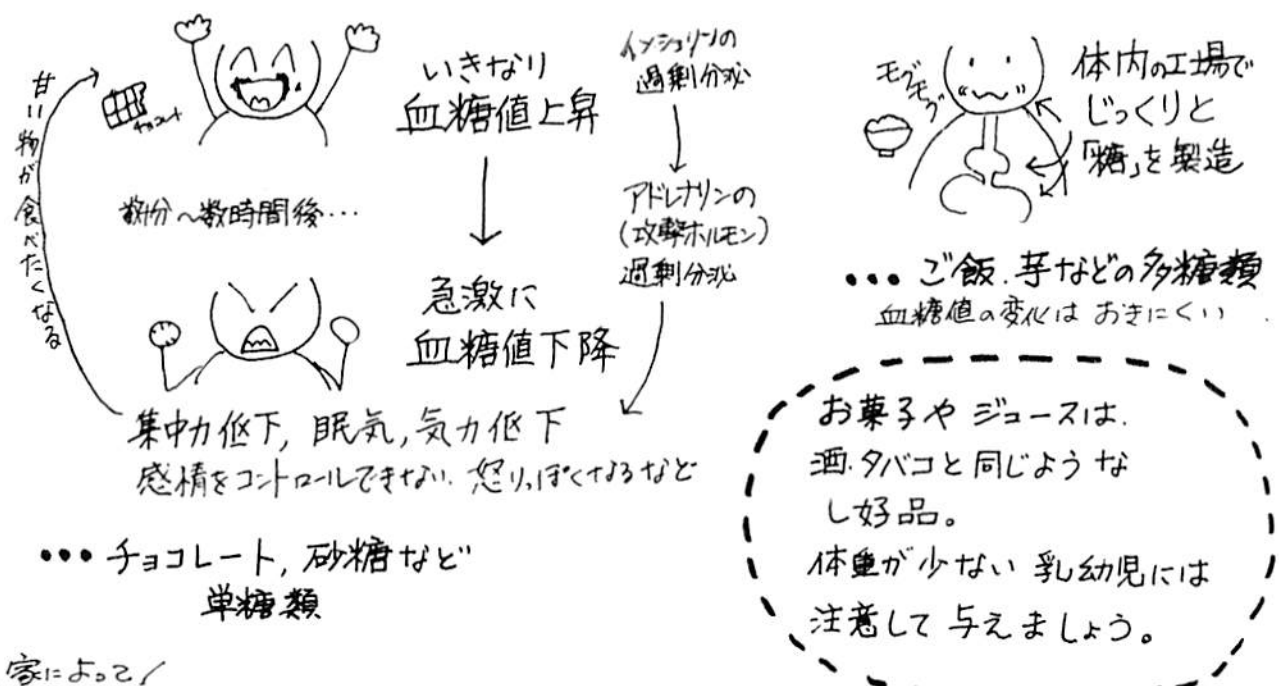 甘い物が食べたくなる
チョコレート
いきなり
血糖値上昇
数分～数時間後…
急激に
血糖値下降
インシュリンの
過剰分泌
アドレナリンの
(攻撃ホルモン)
過剰分泌
集中力低下, 眠気, 気力低下
感情をコントロールできない. 怒りっぽくなるなど
••• チョコレート, 砂糖など
単糖類
家によって
モグモグ
体内の工場で
じっくりと
「糖」を製造
••• ご飯. 芋などの多糖類
血糖値の変化は おきにくい.
お菓子や ジュースは.
酒.タバコと同じような
し好品。
体重が少ない 乳幼児には
注意して与えましょう。